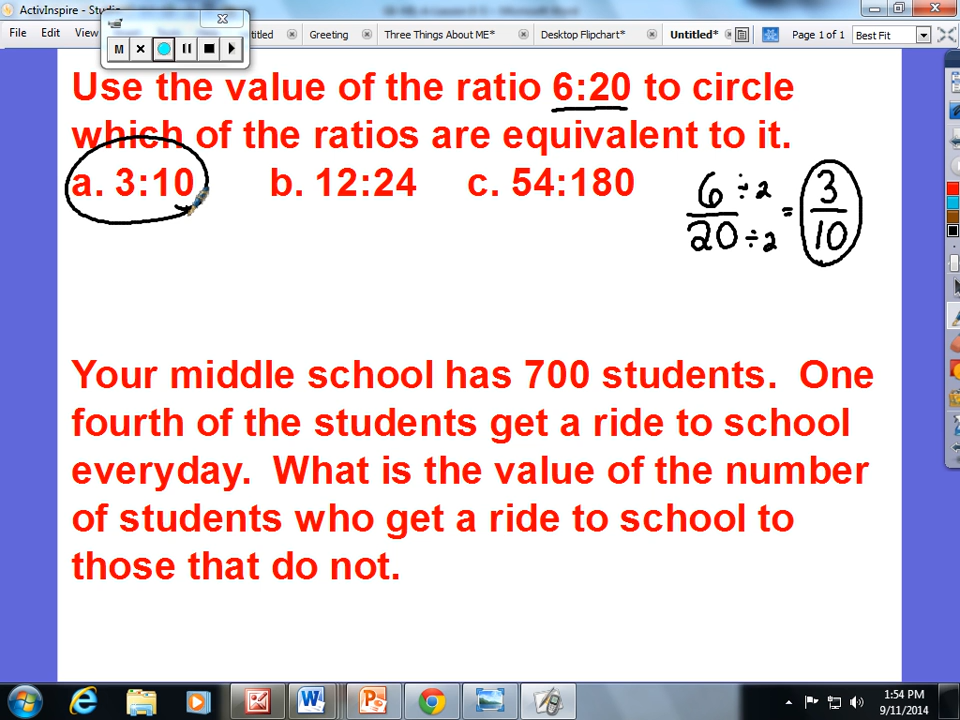 ActivInspire - Studi
File Edit View
M
ntitled Greeting Three Things About ME* Desktop Flipchart* Untitled* Page 1 of 1 Best Fit
Use the value of the ratio 6:20 to circle
which of the ratios are equivalent to it.
a. 3:10 b. 12:24 c. 54:180
6 ÷2 = 3
20 ÷2 10
Your middle school has 700 students. One
fourth of the students get a ride to school
everyday. What is the value of the number
of students who get a ride to school to
those that do not.
1:54 PM
9/11/2014